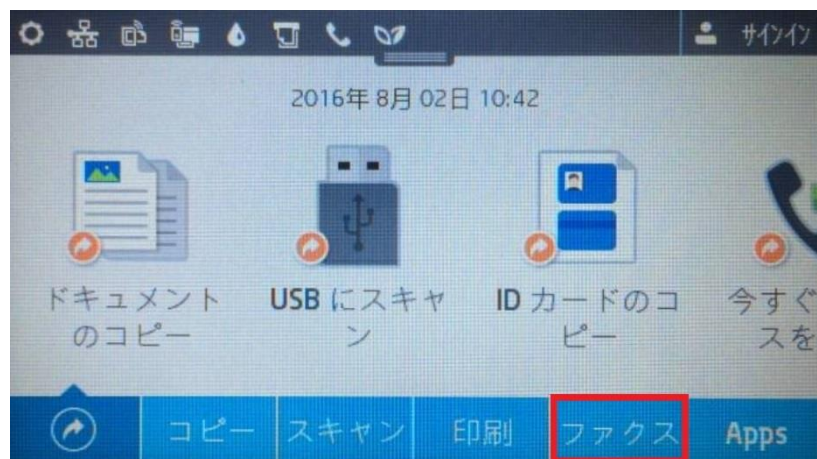 サインイン
2016年 8月 02日 10:42
ドキュメント
のコピー
USB にスキャ
ン
ID カードのコ
ピー
今すぐ
スを
コピー
スキャン
印刷
ファクス
Apps